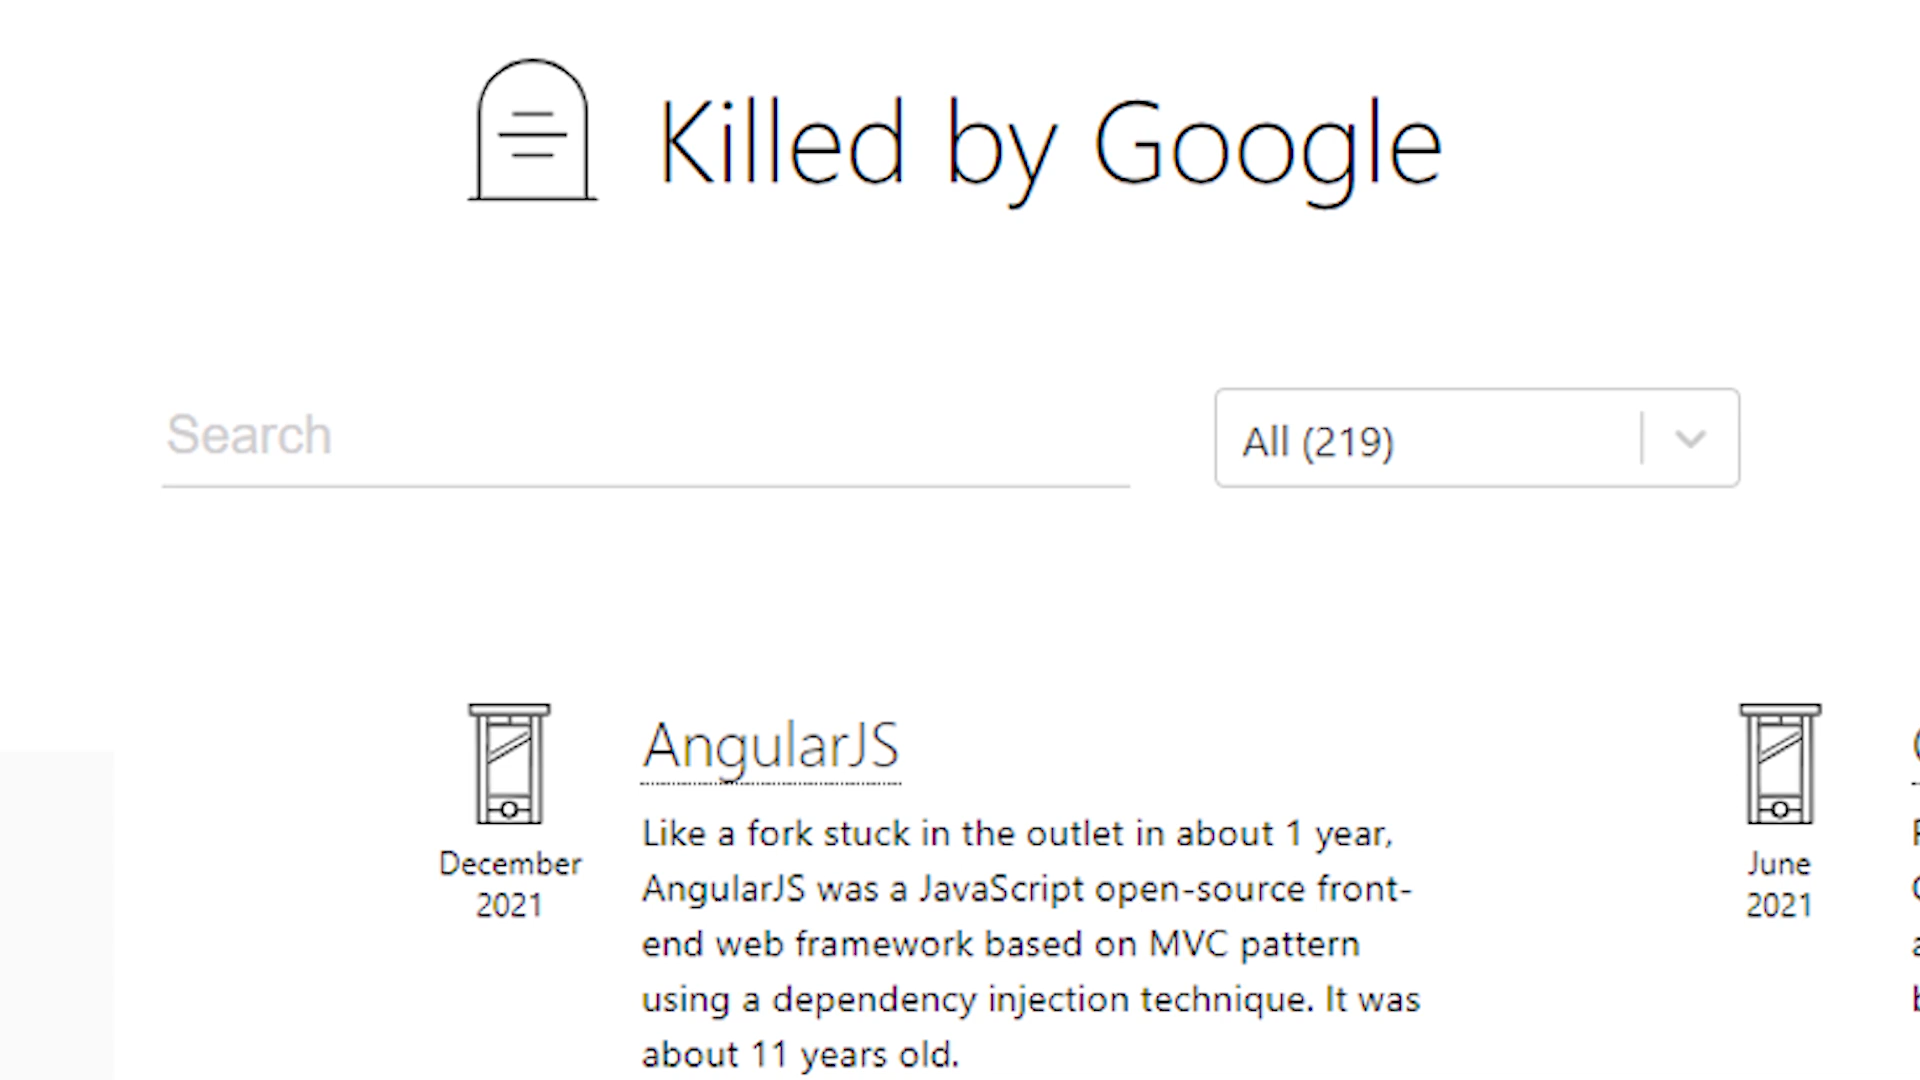 Killed by Google
Search
All (219)
AngularJS
Like a fork stuck in the outlet in about 1 year,
AngularJS was a JavaScript open-source front-
end web framework based on MVC pattern
using a dependency injection technique. It was
about 11 years old.
December
2021
June
2021